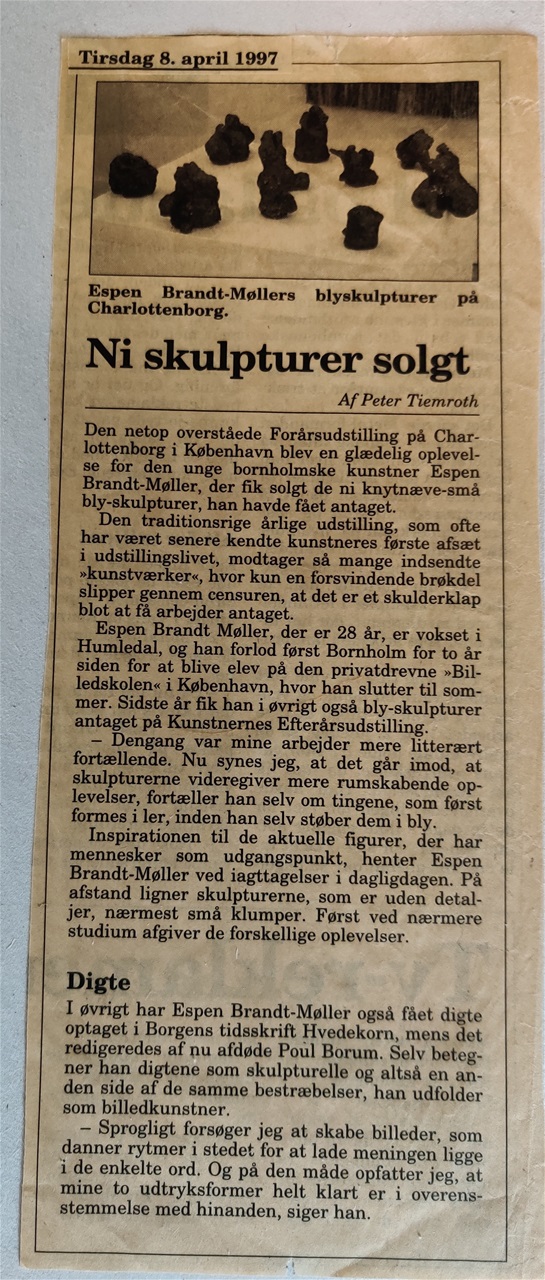 Tirsdag 8. april 1997
Espen Brandt-Møllers blyskulpturer på
Charlottenborg.
Ni skulpturer solgt
Af Peter Tiemroth
Den netop overståede Forårsudstilling på Char-
lottenborg i København blev en glædelig oplevel-
se for den unge bornholmske kunstner Espen
Brandt-Møller, der fik solgt de ni knytnæve-små
bly-skulpturer, han havde fået antaget.
Den traditionsrige årlige udstilling, som ofte
har været senere kendte kunstneres første afsæt
i udstillingslivet, modtager så mange indsendte
»kunstværker«, hvor kun en forsvindende brøkdel
slipper gennem censuren, at det er et skulderklap
blot at få arbejder antaget.
Espen Brandt Møller, der er 28 år, er vokset i
Humledal, og han forlod først Bornholm for to år
siden for at blive elev på den privatdrevne »Bil-
ledskolen« i København, hvor han slutter til som-
mer. Sidste år fik han i øvrigt også bly-skulpturer
antaget på Kunstnernes Efterårsudstilling.
– Dengang var mine arbejder mere litterært
fortællende. Nu synes jeg, at det går imod, at
skulpturerne videregiver mere rumskabende op-
levelser, fortæller han selv om tingene, som først
formes i ler, inden han selv støber dem i bly.
Inspirationen til de aktuelle figurer, der har
mennesker som udgangspunkt, henter Espen
Brandt-Møller ved iagttagelser i dagligdagen. På
afstand ligner skulpturerne, som er uden detal-
jer, nærmest små klumper. Først ved nærmere
studium afgiver de forskellige oplevelser.
Digte
I øvrigt har Espen Brandt-Møller også fået digte
optaget i Borgens tidsskrift Hvedekorn, mens det
redigeredes af nu afdøde Poul Borum. Selv beteg-
ner han digtene som skulpturelle og altså en an-
den side af de samme bestræbelser, han udfolder
som billedkunstner.
– Sprogligt forsøger jeg at skabe billeder, som
danner rytmer i stedet for at lade meningen ligge
i de enkelte ord. Og på den måde opfatter jeg, at
mine to udtryksformer helt klart er i overens-
stemmelse med hinanden, siger han.